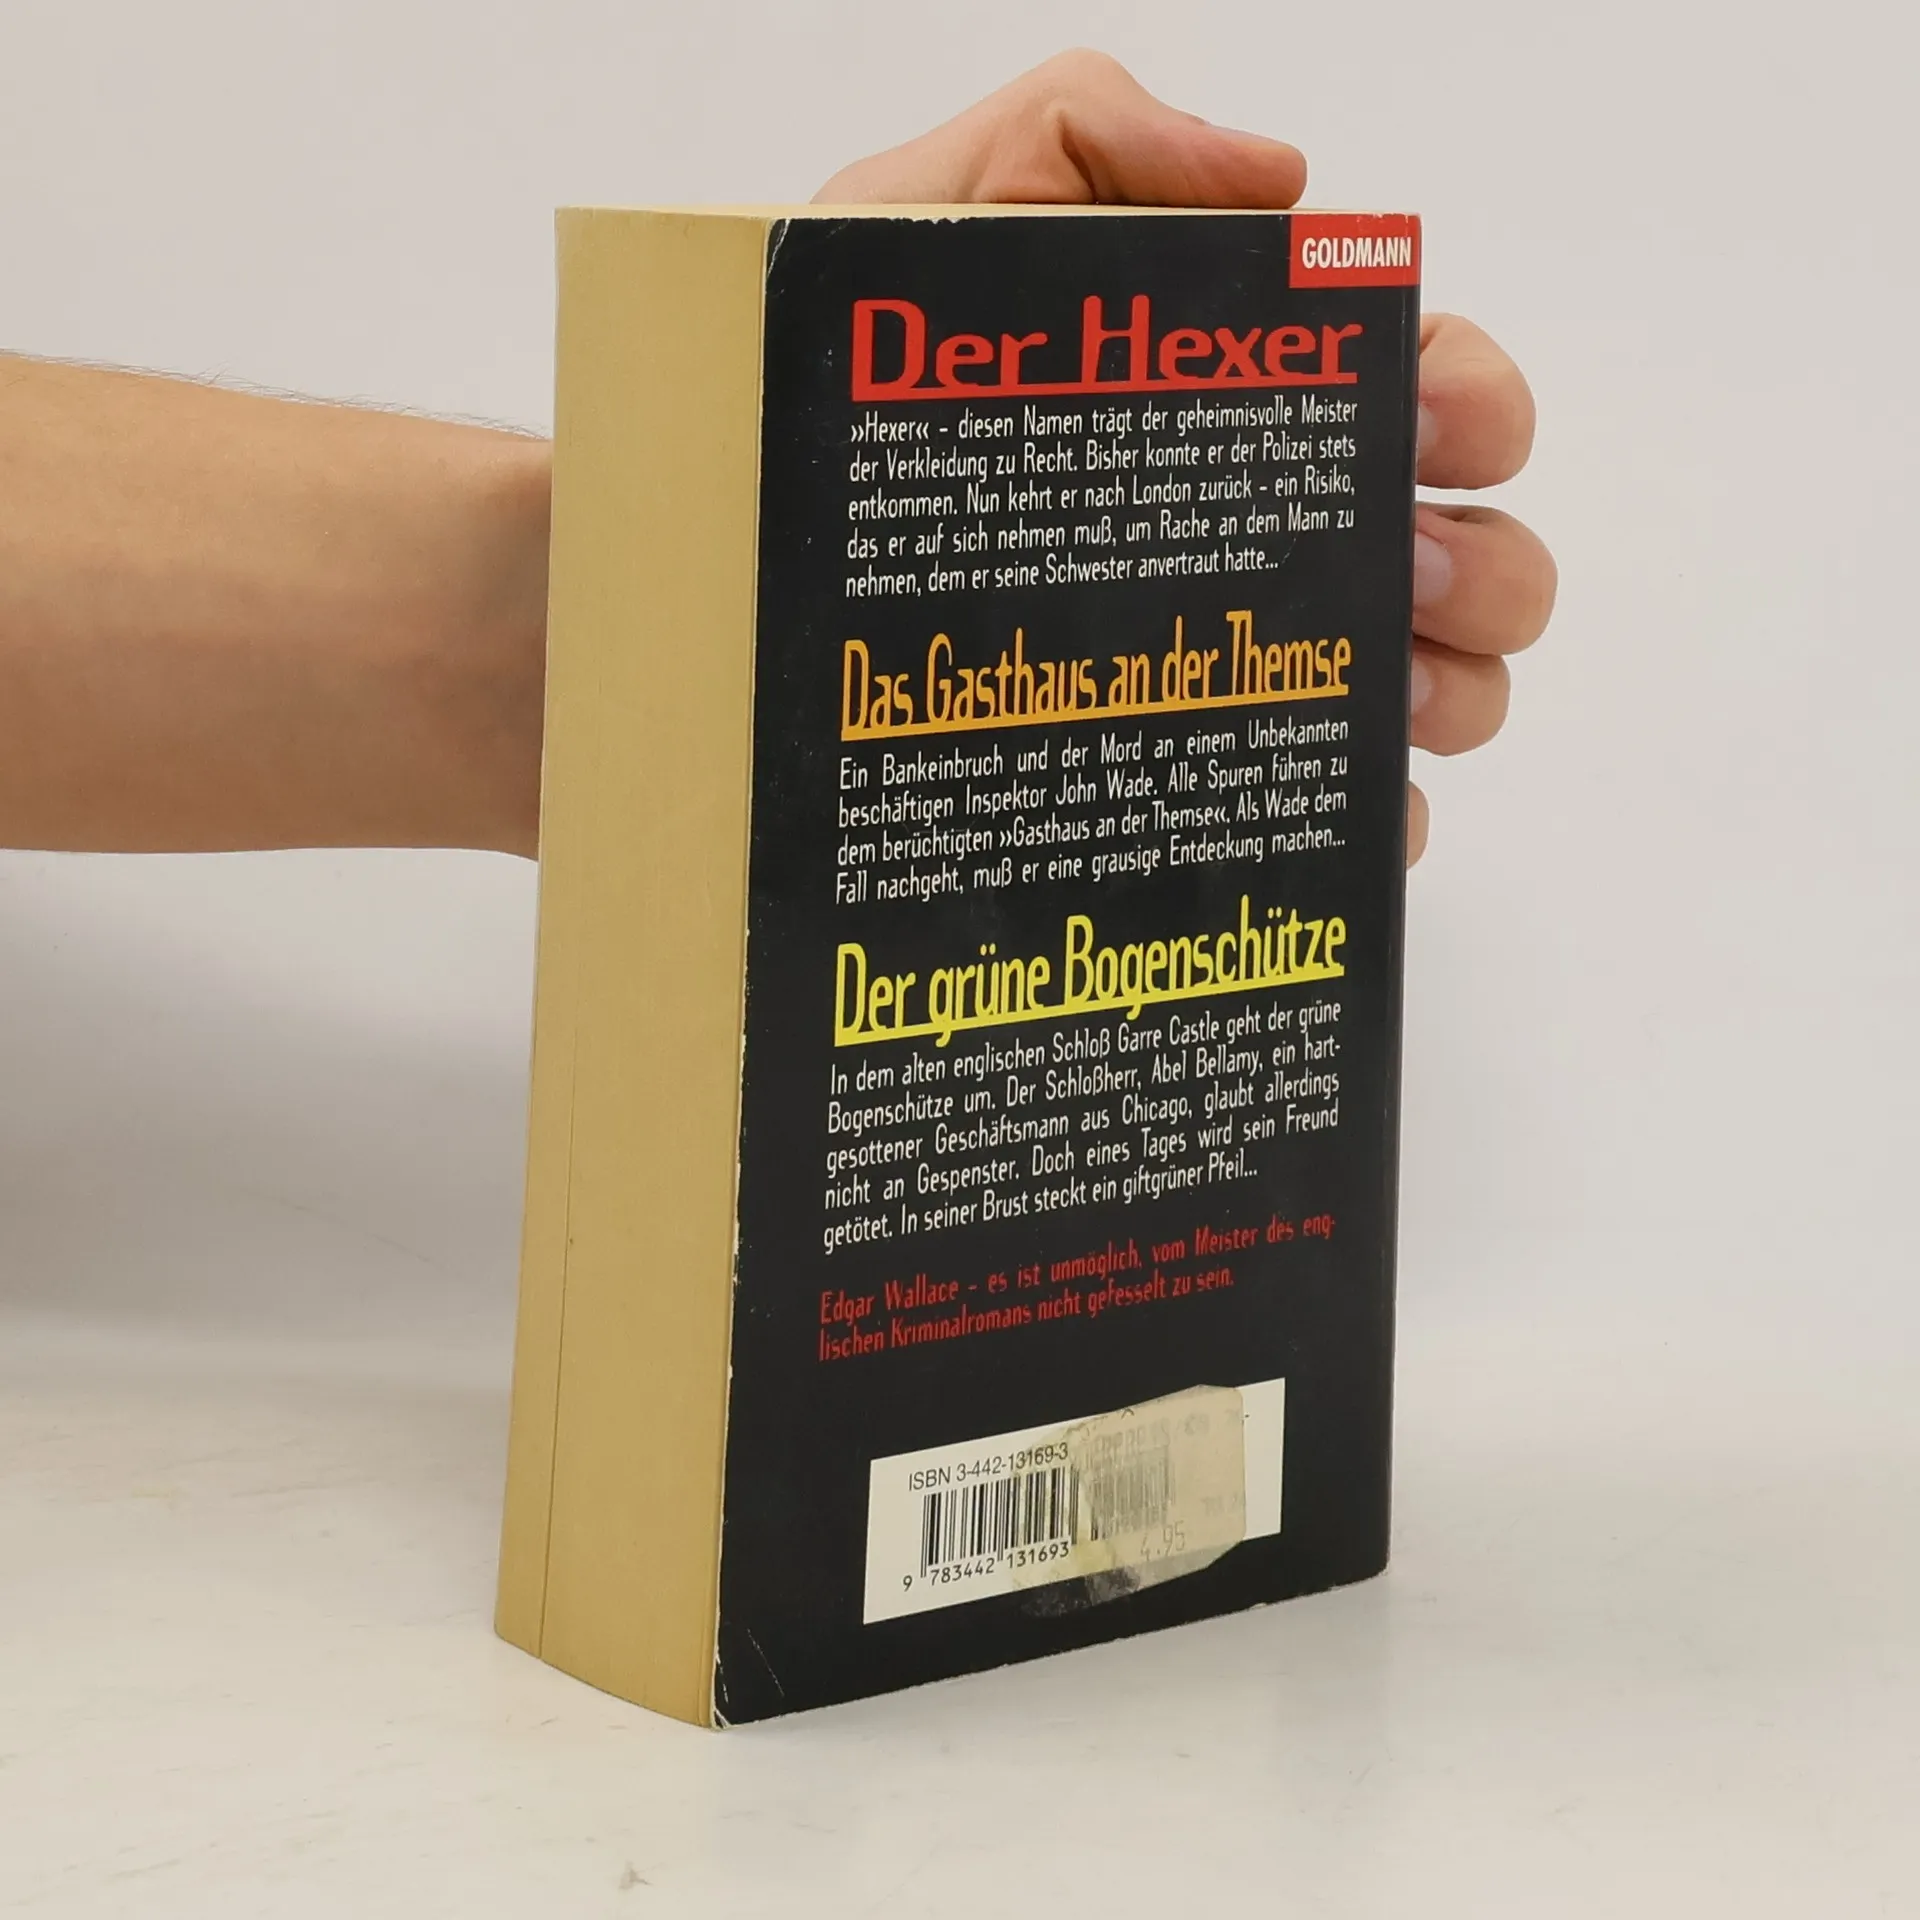 GOLDMANN
Der Hexer
»Hexer« - diesen Namen trägt der geheimnisvolle Meister
der Verkleidung zu Recht. Bisher konnte er der Polizei stets
entkommen. Nun kehrt er nach London zurück - ein Risiko,
das er auf sich nehmen muß, um Rache an dem Mann zu
nehmen, dem er seine Schwester anvertraut hatte...
Das Gasthaus an der Themse
Ein Bankeinbruch und der Mord an einem Unbekannten
beschäftigen Inspektor John Wade. Alle Spuren führen zu
dem berüchtigten »Gasthaus an der Themse«. Als Wade dem
Fall nachgeht, muß er eine grausige Entdeckung machen...
Der grüne Bogenschütze
In dem alten englischen Schloß Garre Castle geht der grüne
Bogenschütze um. Der Schloßherr, Abel Bellamy, ein hart-
gesottener Geschäftsmann aus Chicago, glaubt allerdings
nicht an Gespenster. Doch eines Tages wird sein Freund
getötet. In seiner Brust steckt ein giftgrüner Pfeil...
Edgar Wallace - es ist unmöglich, vom Meister des eng-
lischen Kriminalromans nicht gefesselt zu sein.
ISBN 3-442-13169-3
9 783442 131693
4.95